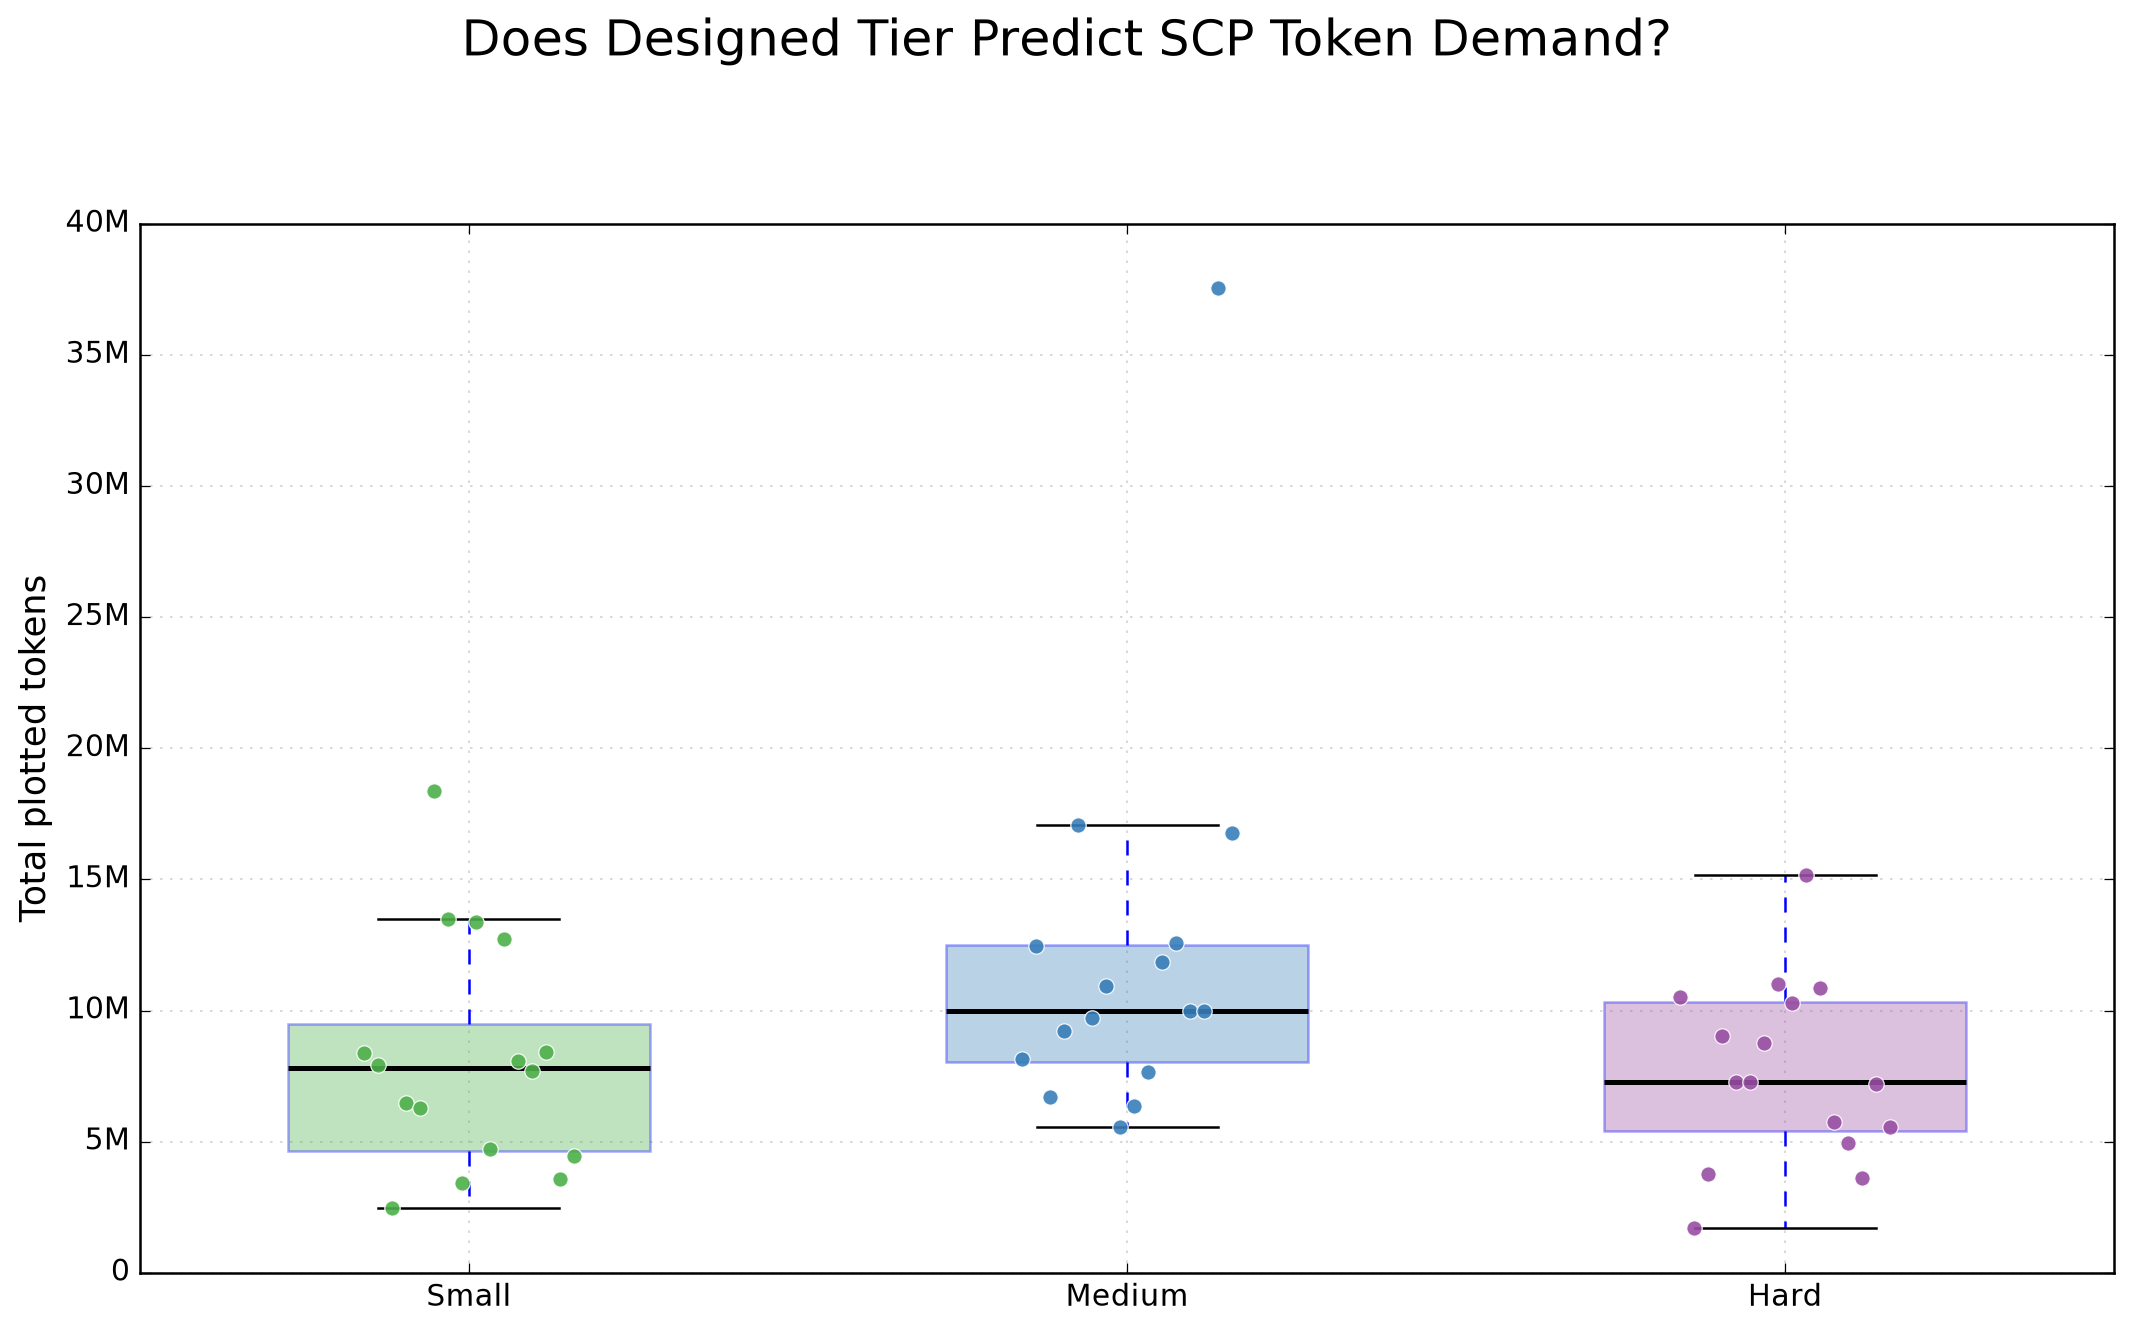 Does Designed Tier Predict SCP Token Demand?
Total plotted tokens
40M
35M
30M
25M
20M
15M
10M
5M
0
Small
Medium
Hard